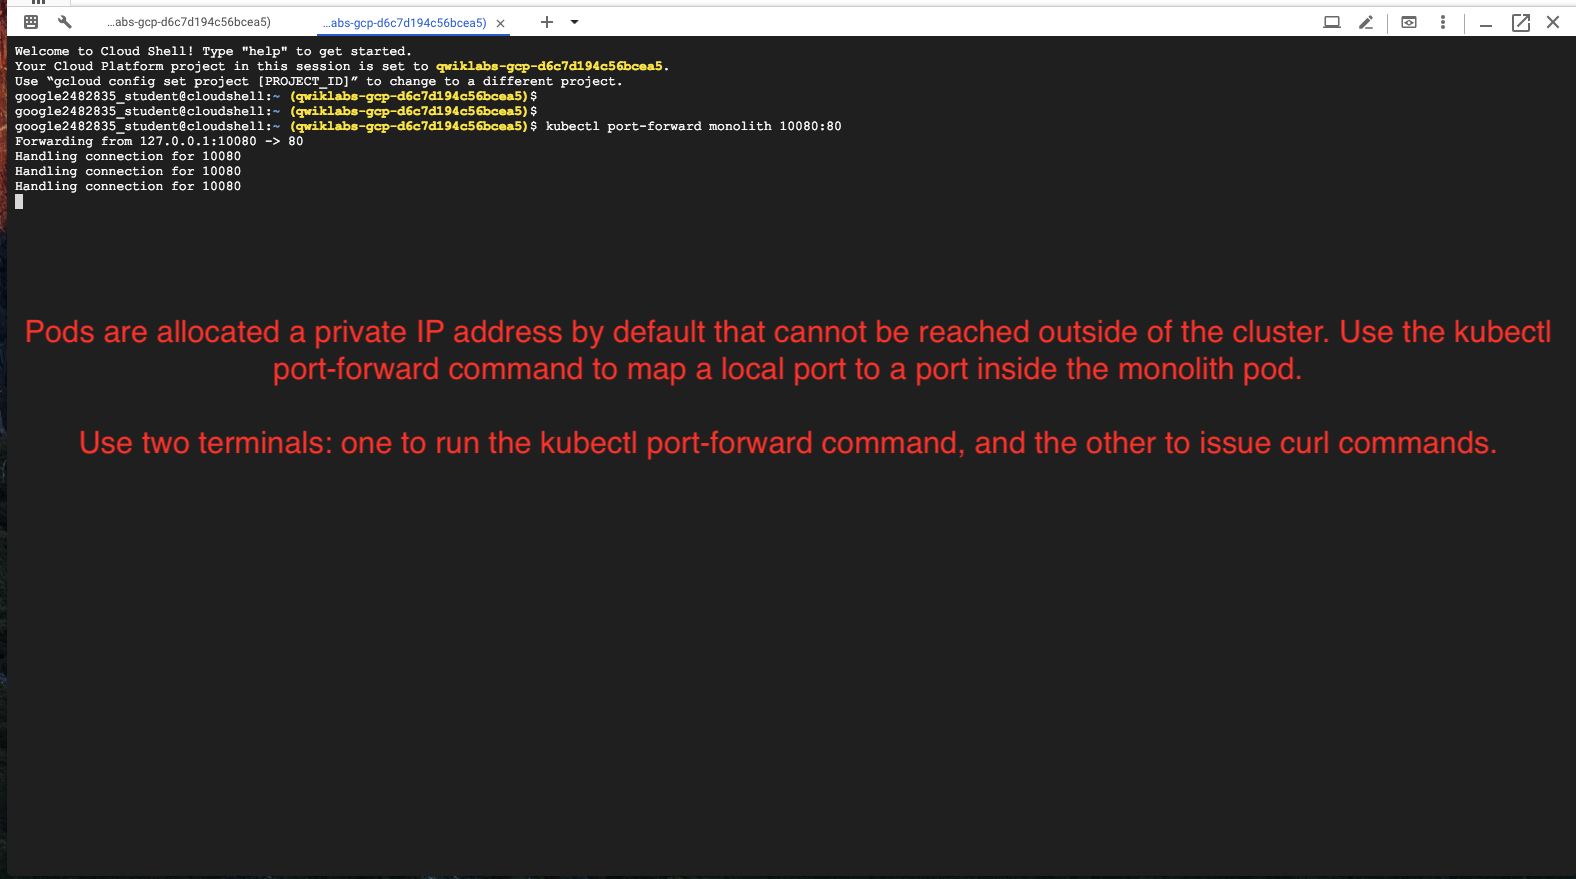 ...abs-gcp-d6c7d194c56bcea5)
...abs-gcp-d6c7d194c56bcea5)
Welcome to Cloud Shell! Type "help" to get started.
Your Cloud Platform project in this session is set to qwiklabs-gcp-d6c7d194c56bcea5.
Use “gcloud config set project [PROJECT_ID]” to change to a different project.
google2482835_student@cloudshell:~ (qwiklabs-gcp-d6c7d194c56bcea5)$
google2482835_student@cloudshell:~ (qwiklabs-gcp-d6c7d194c56bcea5)$
google2482835_student@cloudshell:~ (qwiklabs-gcp-d6c7d194c56bcea5)$ kubectl port-forward monolith 10080:80
Forwarding from 127.0.0.1:10080 -> 80
Handling connection for 10080
Handling connection for 10080
Handling connection for 10080
Pods are allocated a private IP address by default that cannot be reached outside of the cluster. Use the kubectl
port-forward command to map a local port to a port inside the monolith pod.
Use two terminals: one to run the kubectl port-forward command, and the other to issue curl commands.